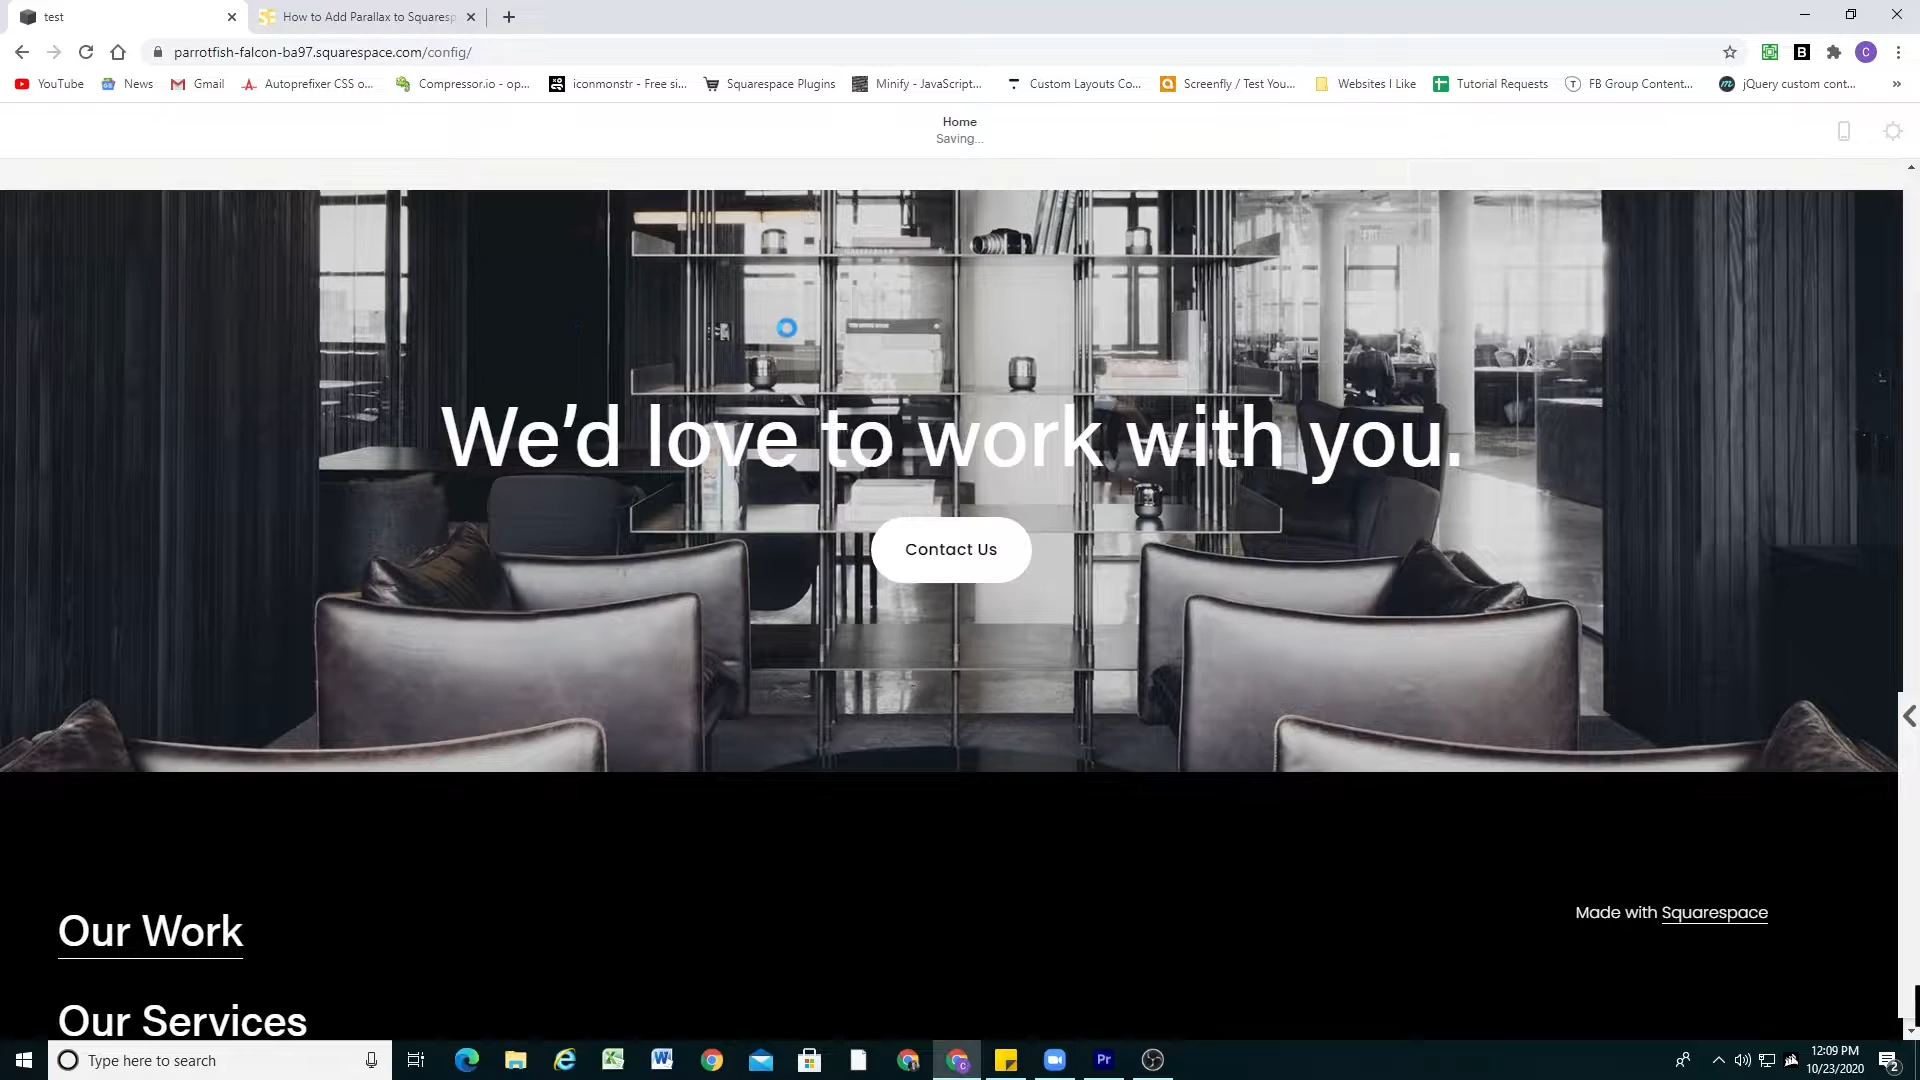 test
How to Add Parallax to Squaresp
parrotfish-falcon-ba97.squarespace.com/config/
C
YouTube
News
Gmail
Autoprefixer CSS o...
Compressor.io - op...
iconmonstr - Free si...
Squarespace Plugins
Minify - JavaScript...
Custom Layouts Co...
Screenfly / Test You...
Websites I Like
Tutorial Requests
FB Group Content...
jQuery custom cont...
»
Home
Saving...
We’d love to work with you.
Contact Us
Our Work
Made with Squarespace
Our Services
Type here to search
Pr
12:09 PM
10/23/2020
2